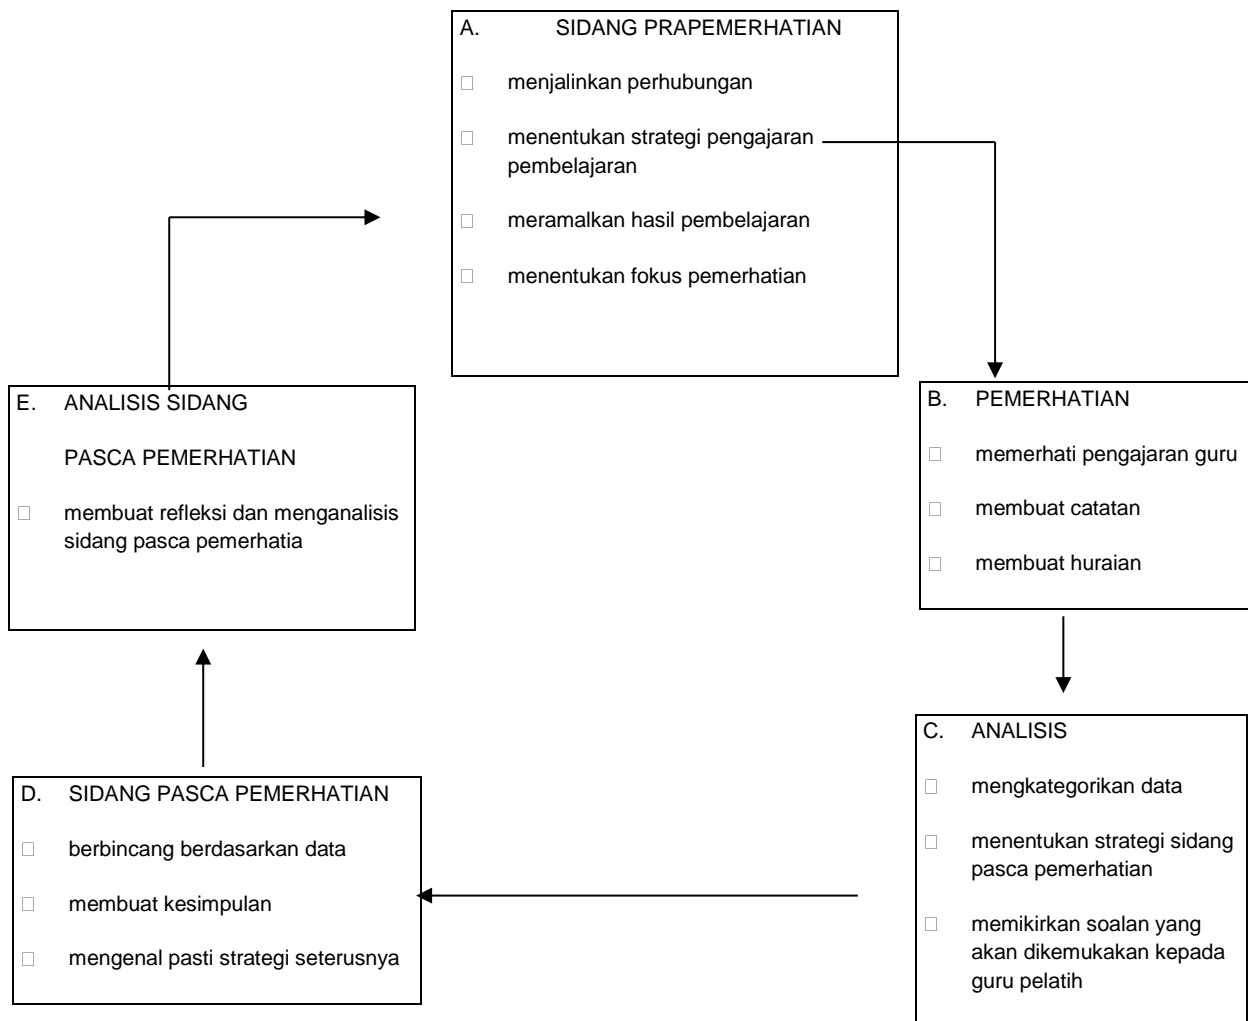 A. SIDANG PRAPEMERHATIAN
menjalinkan perhubungan
menentukan strategi pengajaran
pembelajaran
meramalkan hasil pembelajaran
menentukan fokus pemerhatian
B. PEMERHATIAN
memerhati pengajaran guru
membuat catatan
membuat huraian
C. ANALISIS
mengkategorikan data
menentukan strategi sidang
pasca pemerhatian
memikirkan soalan yang
akan dikemukakan kepada
guru pelatih
D. SIDANG PASCA PEMERHATIAN
berbincang berdasarkan data
membuat kesimpulan
mengenal pasti strategi seterusnya
E. ANALISIS SIDANG
PASCA PEMERHATIAN
membuat refleksi dan menganalisis
sidang pasca pemerhatia